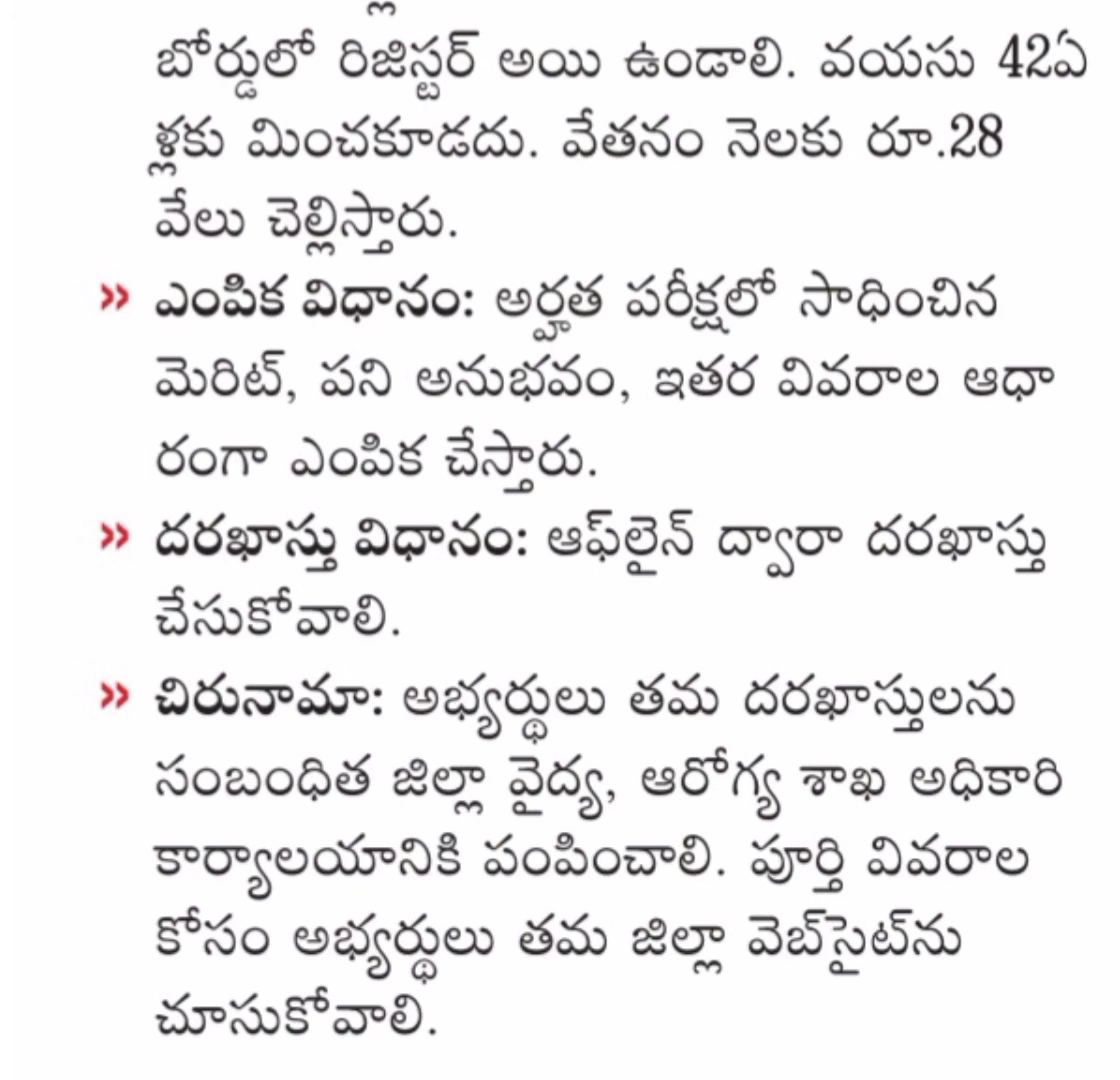 బోర్డులో రిజిస్టర్ అయి ఉండాలి. వయసు 42ఏ
ళ్లకు మించకూడదు. వేతనం నెలకు రూ.28
వేలు చెల్లిస్తారు.
» ఎంపిక విధానం: అర్హత పరీక్షలో సాధించిన
మెరిట్, పని అనుభవం, ఇతర వివరాల ఆధా
రంగా ఎంపిక చేస్తారు.
» దరఖాస్తు విధానం: ఆఫ్‌లైన్ ద్వారా దరఖాస్తు
చేసుకోవాలి.
» చిరునామా: అభ్యర్థులు తమ దరఖాస్తులను
సంబంధిత జిల్లా వైద్య, ఆరోగ్య శాఖ అధికారి
కార్యాలయానికి పంపించాలి. పూర్తి వివరాల
కోసం అభ్యర్థులు తమ జిల్లా వెబ్‌సైట్‌ను
చూసుకోవాలి.